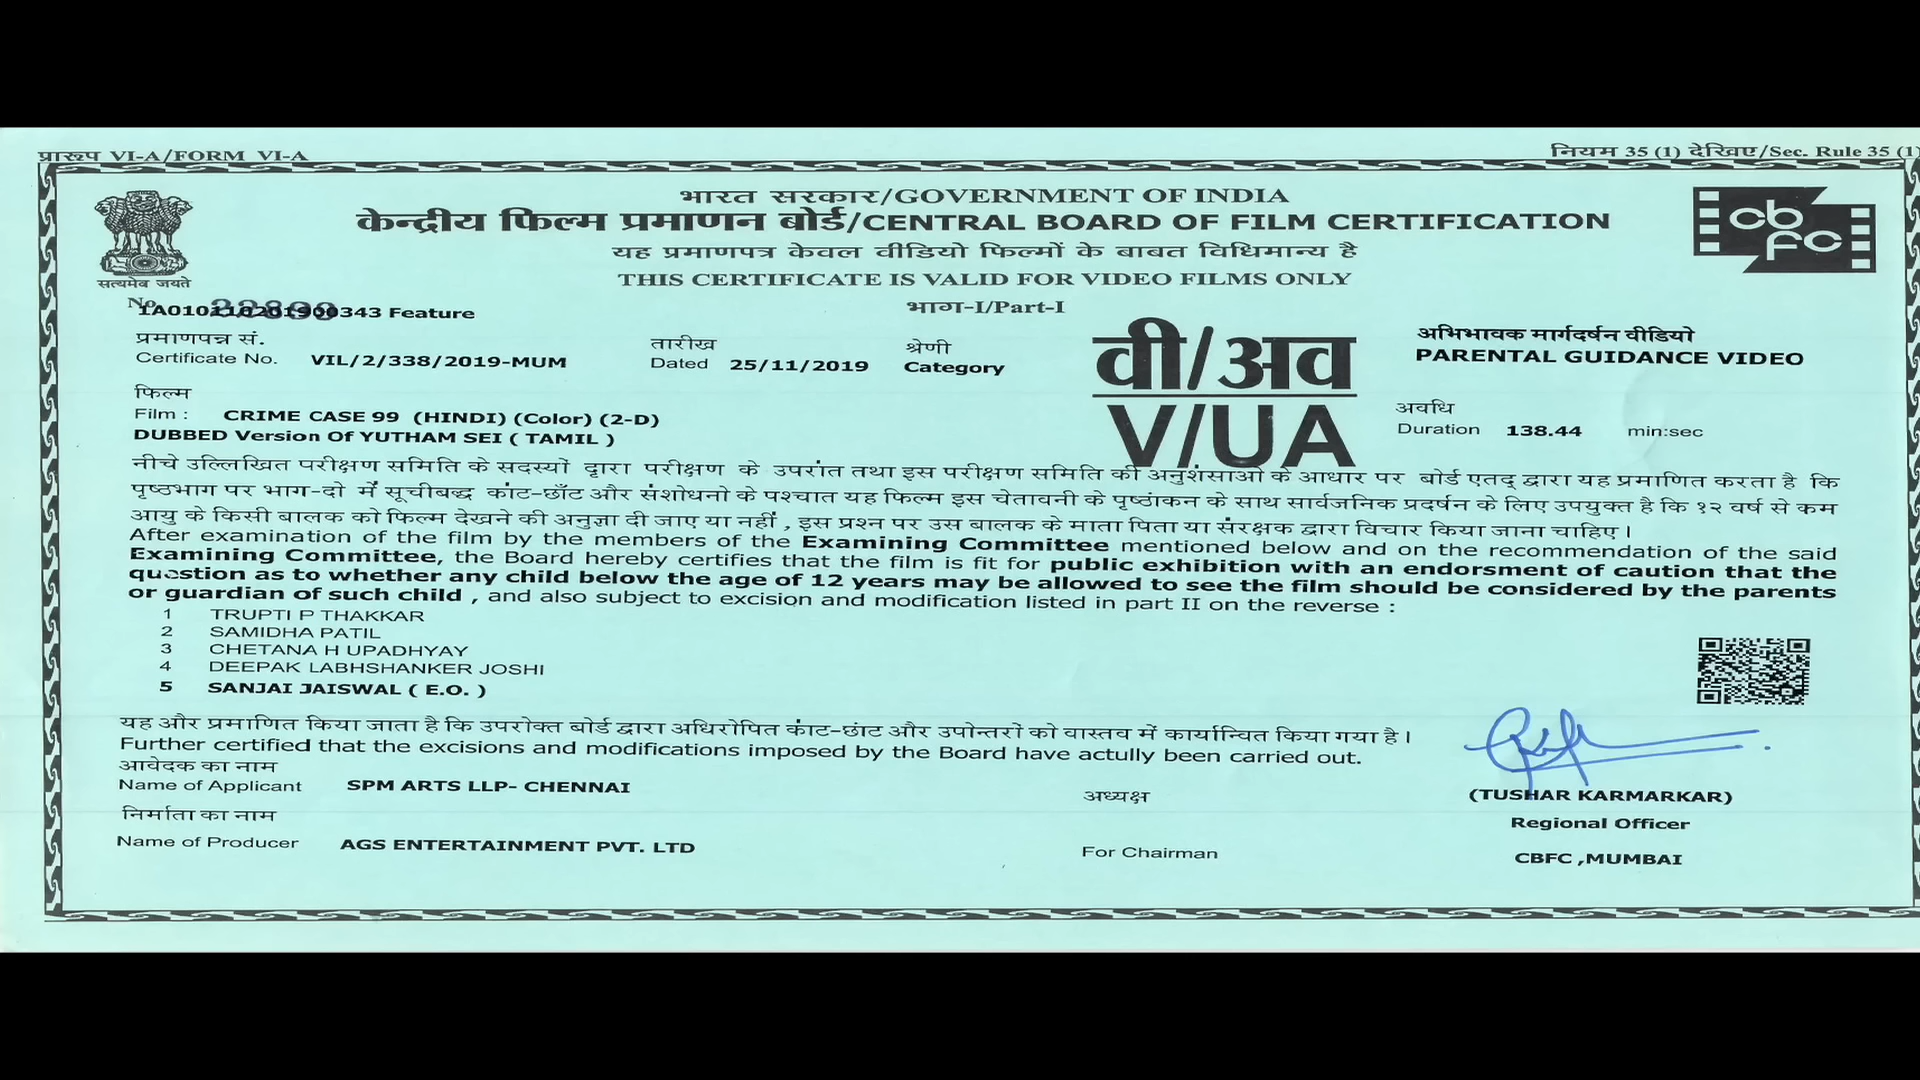 प्रारूप VI-A/FORM VI-A
नियम 35 (1) देखिए/Sec. Rule 35 (1)
भारत सरकार/GOVERNMENT OF INDIA
केन्द्रीय फिल्म प्रमाणन बोर्ड/CENTRAL BOARD OF FILM CERTIFICATION
cb
fc
यह प्रमाणपत्र केवल वीडियो फिल्मों के बाबत विधिमान्य है
THIS CERTIFICATE IS VALID FOR VIDEO FILMS ONLY
सत्यमेव जयते
No.
1A010110201900343 Feature
भाग-I/Part-I
प्रमाणपन्न सं.
Certificate No. VIL/2/338/2019-MUM
तारीख
Dated 25/11/2019
श्रेणी
Category
वी/अव
V/UA
अभिभावक मार्गदर्षन वीडियो
PARENTAL GUIDANCE VIDEO
फिल्म
Film : CRIME CASE 99 (HINDI) (Color) (2-D)
DUBBED Version Of YUTHAM SEI ( TAMIL )
अवधि
Duration 138.44 min:sec
नीचे उल्लिखित परीक्षण समिति के सदस्यों द्वारा परीक्षण के उपरांत तथा इस परीक्षण समिति की अनुशंसाओं के आधार पर बोर्ड एतद् द्वारा यह प्रमाणित करता है कि
पृष्ठभाग पर भाग-दो में सूचीबद्ध कांट-छाँट और संशोधनो के पश्चात यह फिल्म इस चेतावनी के पृष्ठांकन के साथ सार्वजनिक प्रदर्षन के लिए उपयुक्त है कि १२ वर्ष से कम
आयु के किसी बालक को फिल्म देखने की अनुज्ञा दी जाए या नहीं , इस प्रश्न पर उस बालक के माता पिता या संरक्षक द्वारा विचार किया जाना चाहिए ।
After examination of the film by the members of the Examining Committee mentioned below and on the recommendation of the said
Examining Committee, the Board hereby certifies that the film is fit for public exhibition with an endorsment of caution that the
question as to whether any child below the age of 12 years may be allowed to see the film should be considered by the parents
or guardian of such child , and also subject to excision and modification listed in part II on the reverse :
1 TRUPTI P THAKKAR
2 SAMIDHA PATIL
3 CHETANA H UPADHYAY
4 DEEPAK LABHSHANKER JOSHI
5 SANJAI JAISWAL ( E.O. )
यह और प्रमाणित किया जाता है कि उपरोक्त बोर्ड द्वारा अधिरोपित कांट-छांट और उपोन्तरों को वास्तव में कार्यान्वित किया गया है ।
Further certified that the excisions and modifications imposed by the Board have actully been carried out.
आवेदक का नाम
Name of Applicant SPM ARTS LLP- CHENNAI
अध्यक्ष
(TUSHAR KARMARKAR)
निर्माता का नाम
Regional Officer
Name of Producer AGS ENTERTAINMENT PVT. LTD
For Chairman
CBFC ,MUMBAI